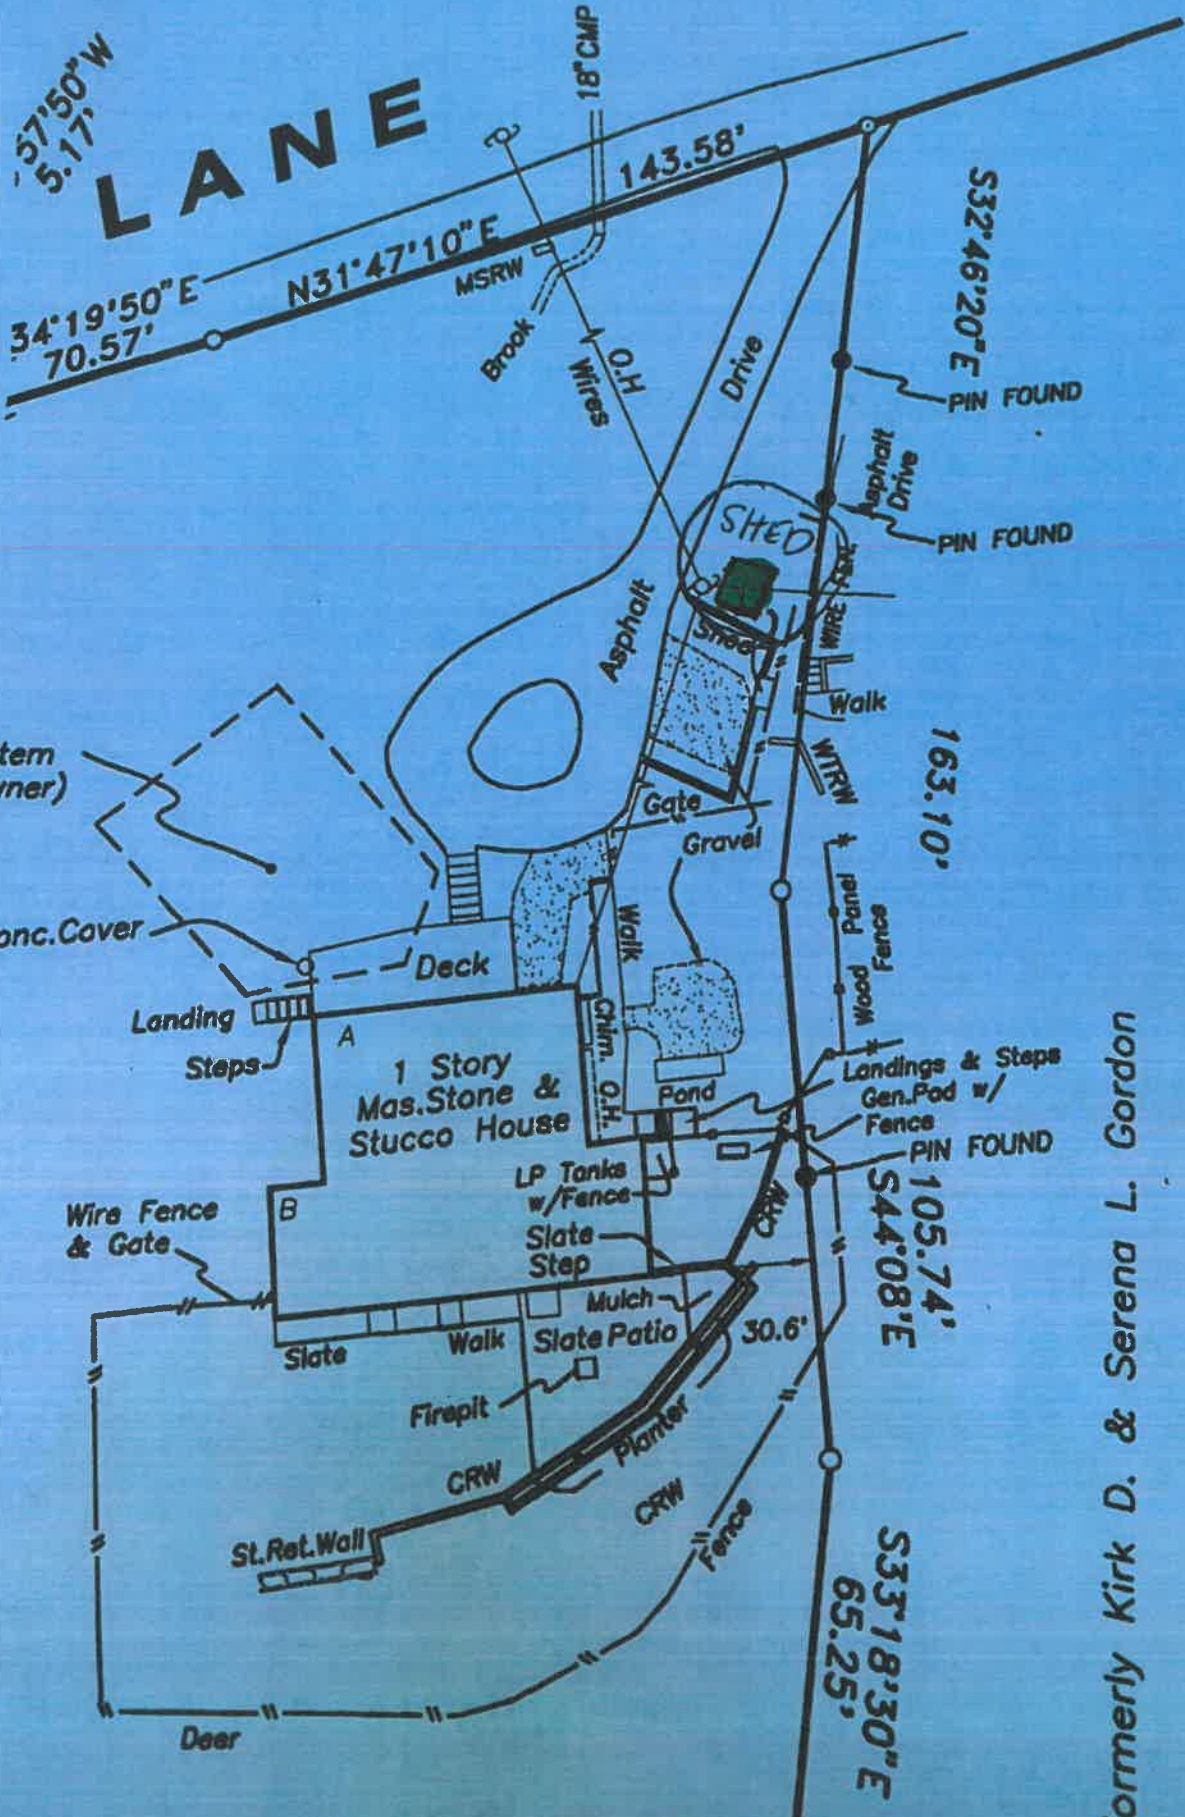 57'50"W
5.17'
LANE
18" CMP
143.58'
N31°47'10"E
34°19'50"E
70.57'
MSRW
Brook
O.H
Wires
Drive
S32°46'20"E
PIN FOUND
Asphalt
Drive
PIN FOUND
SHED
Shed
WIRE
Asphalt
Walk
163.10'
WTRW
tem
ner)
Gate
Gravel
Wood Panel
Fence
onc.Cover
Walk
Deck
Landing
Steps
A
Chim.
O.H.
1 Story
Mas.Stone &
Stucco House
Pond
Landings & Steps
Gen.Pad w/
Fence
PIN FOUND
LP Tanks
w/Fence
CRW
105.74'
S44°08'E
B
Wire Fence
& Gate
Slate
Step
Mulch
30.6'
Slate
Walk
Slate Patio
Firepit
Planter
CRW
CRW
Fence
St.Ret.Wall
S33°18'30"E
65.25'
Deer
ormerly Kirk D. & Serena L. Gordon